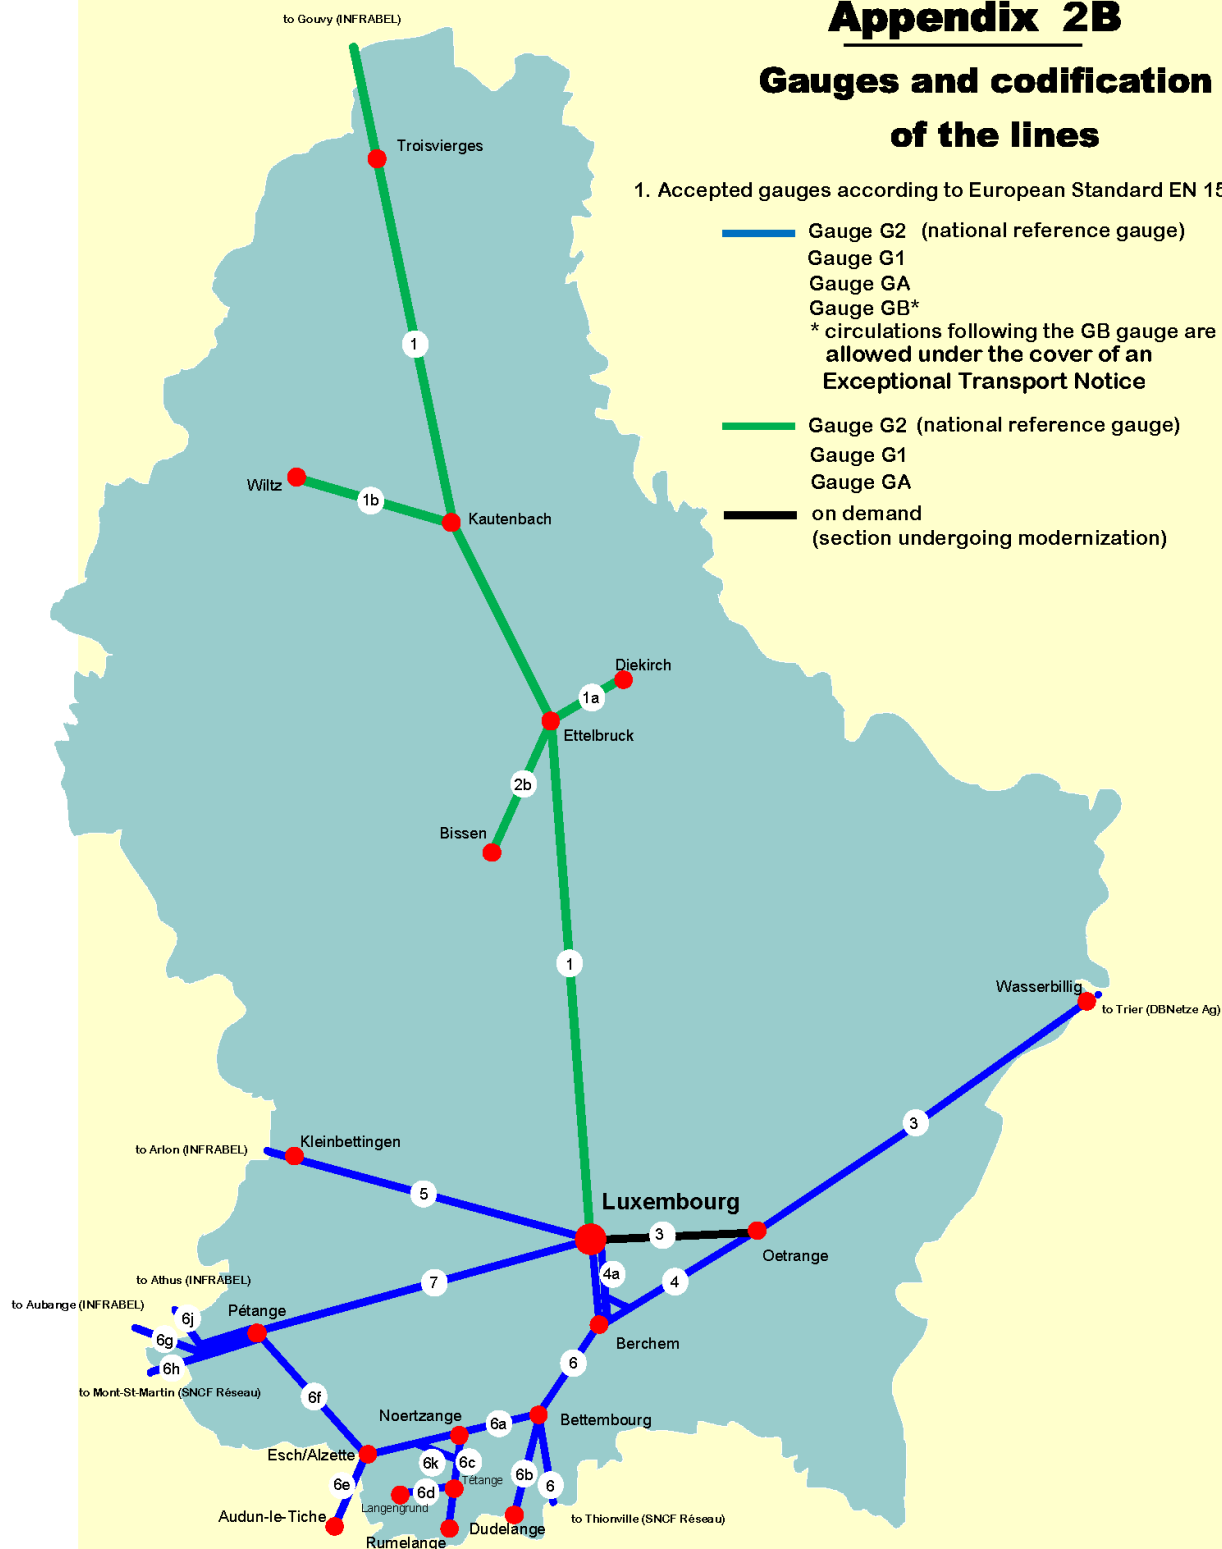 to Gouvy (INFRABEL)
Appendix 2B
Gauges and codification
of the lines
Troisvierges
1. Accepted gauges according to European Standard EN 15
Gauge G2 (national reference gauge)
Gauge G1
Gauge GA
Gauge GB*
* circulations following the GB gauge are
allowed under the cover of an
Exceptional Transport Notice
1
Gauge G2 (national reference gauge)
Gauge G1
Gauge GA
on demand
(section undergoing modernization)
Wiltz
1b
Kautenbach
Diekirch
1a
Ettelbruck
2b
Bissen
1
Wasserbillig
to Trier (DBNetze Ag)
3
to Arlon (INFRABEL)
Kleinbettingen
5
Luxembourg
3
Oetrange
4a
4
to Athus (INFRABEL)
7
to Aubange (INFRABEL)
Pétange
6j
6g
6h
Berchem
6
to Mont-St-Martin (SNCF Réseau)
6f
Noertzange
6a
Bettembourg
Esch/Alzette
6k
6c
6b
6
6e
Tétange
6d
Langengrund
Audun-le-Tiche
Rumelange
Dudelange
to Thionville (SNCF Réseau)